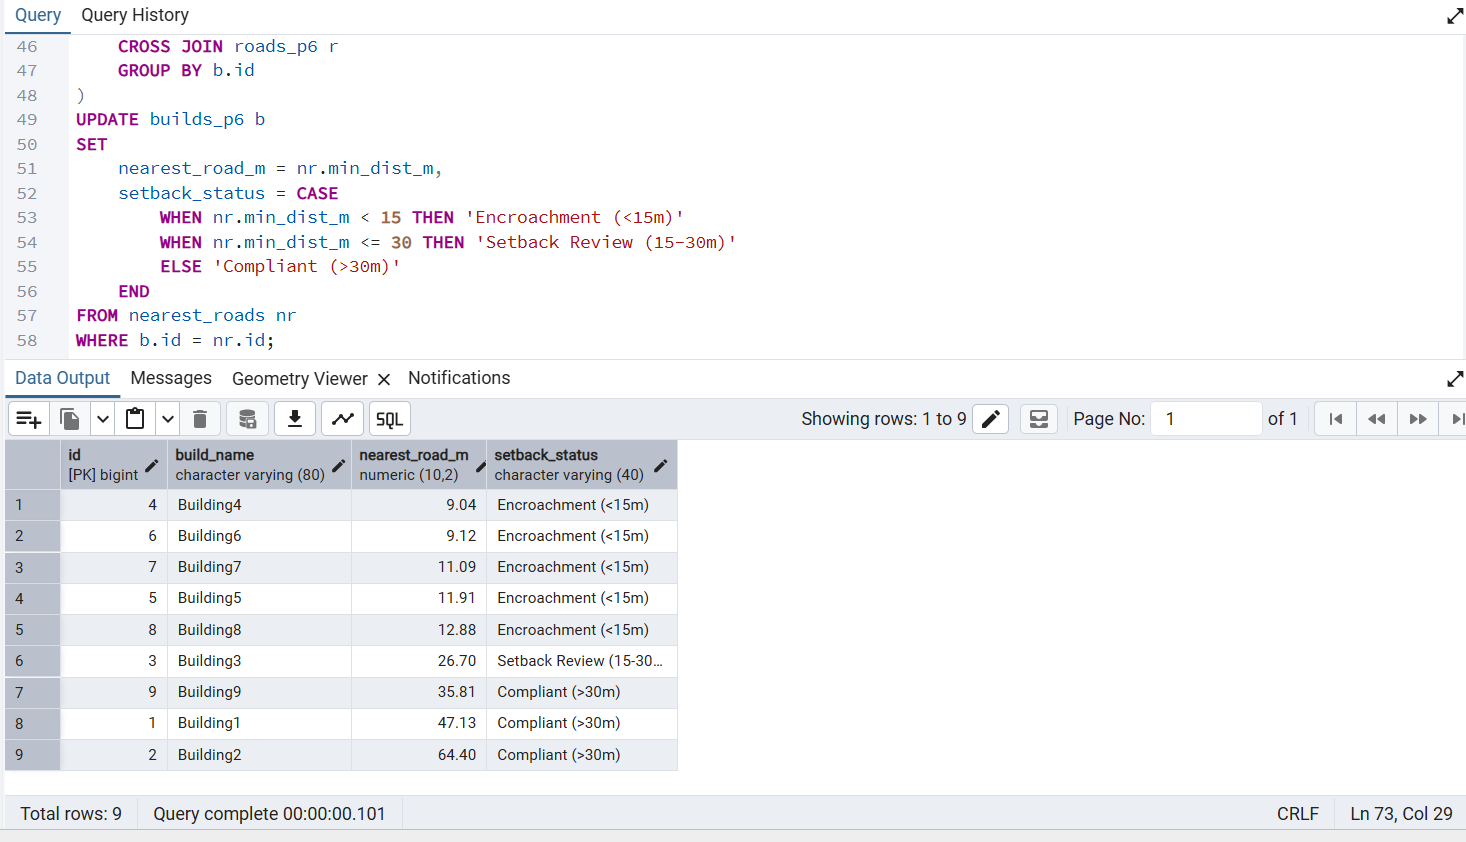 Query Query History
46 CROSS JOIN roads_p6 r
47 GROUP BY b.id
48 )
49 UPDATE builds_p6 b
50 SET
51 nearest_road_m = nr.min_dist_m,
52 setback_status = CASE
53 WHEN nr.min_dist_m < 15 THEN 'Encroachment (<15m)'
54 WHEN nr.min_dist_m <= 30 THEN 'Setback Review (15-30m)'
55 ELSE 'Compliant (>30m)'
56 END
57 FROM nearest_roads nr
58 WHERE b.id = nr.id;
Data Output Messages Geometry Viewer Notifications
SQL Showing rows: 1 to 9 Page No: 1 of 1
id build_name nearest_road_m setback_status
[PK] bigint character varying (80) numeric (10,2) character varying (40)
1 4 Building4 9.04 Encroachment (<15m)
2 6 Building6 9.12 Encroachment (<15m)
3 7 Building7 11.09 Encroachment (<15m)
4 5 Building5 11.91 Encroachment (<15m)
5 8 Building8 12.88 Encroachment (<15m)
6 3 Building3 26.70 Setback Review (15-30...
7 9 Building9 35.81 Compliant (>30m)
8 1 Building1 47.13 Compliant (>30m)
9 2 Building2 64.40 Compliant (>30m)
Total rows: 9 Query complete 00:00:00.101 CRLF Ln 73, Col 29